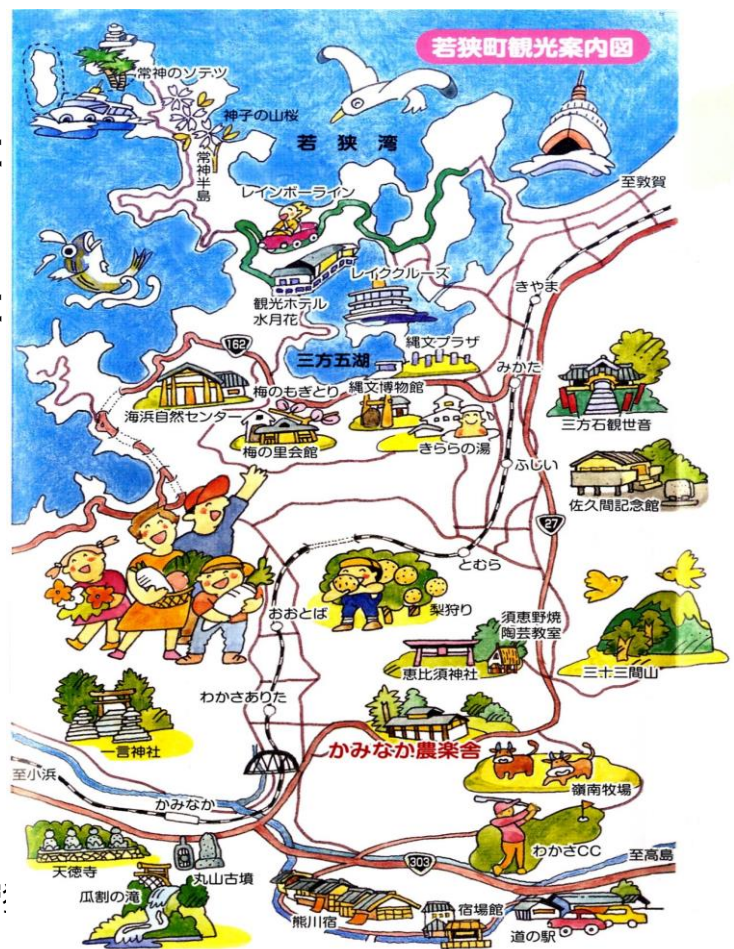 若狭町観光案内図
常神のソテツ
神子の山桜
若狭湾
常神半島
レインボーライン
至敦賀
レイククルーズ
観光ホテル
水月花
きやま
162
三方五湖
縄文プラザ
みかた
梅のもぎとり
縄文博物館
海浜自然センター
三方石観世音
梅の里会館
きららの湯
ふじい
佐久間記念館
27
とむら
おおとば
梨狩り
須恵野焼
陶芸教室
恵比須神社
三十三間山
わかさありた
一言神社
かみなか農楽舎
至小浜
嶺南牧場
かみなか
わかさCC
至高島
天徳寺
丸山古墳
303
瓜割の滝
熊川宿
宿場館
道の駅